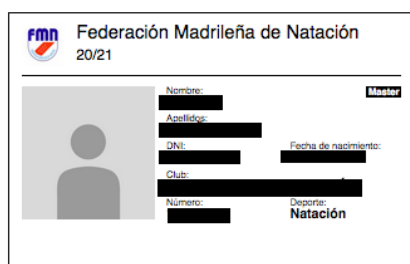 fmn
Federación Madrileña de Natación
20/21
Nombre:
Master
Apellidos:
DNI:
Fecha de nacimiento:
Club:
Número:
Deporte:
Natación